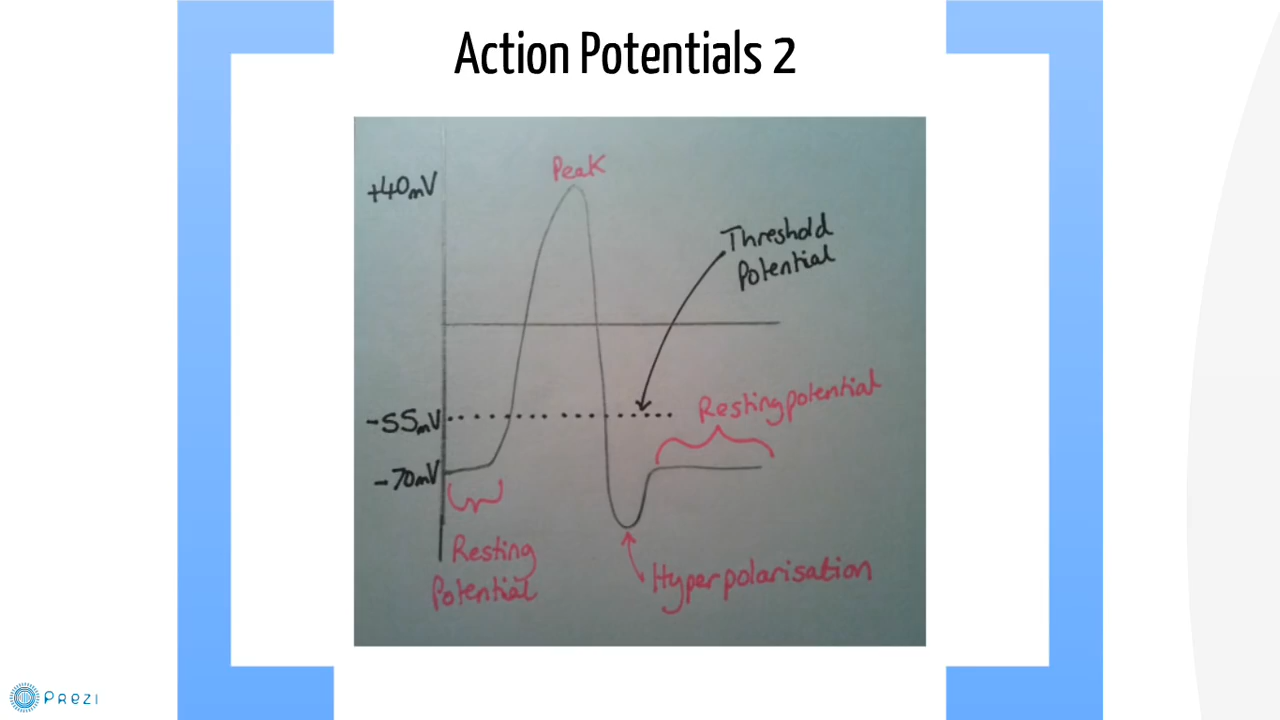 Action Potentials 2
Peak
+40mV
Threshold
Potential
Resting potential
-55mV
-70mV
Resting
Potential
Hyperpolarisation
PREZI